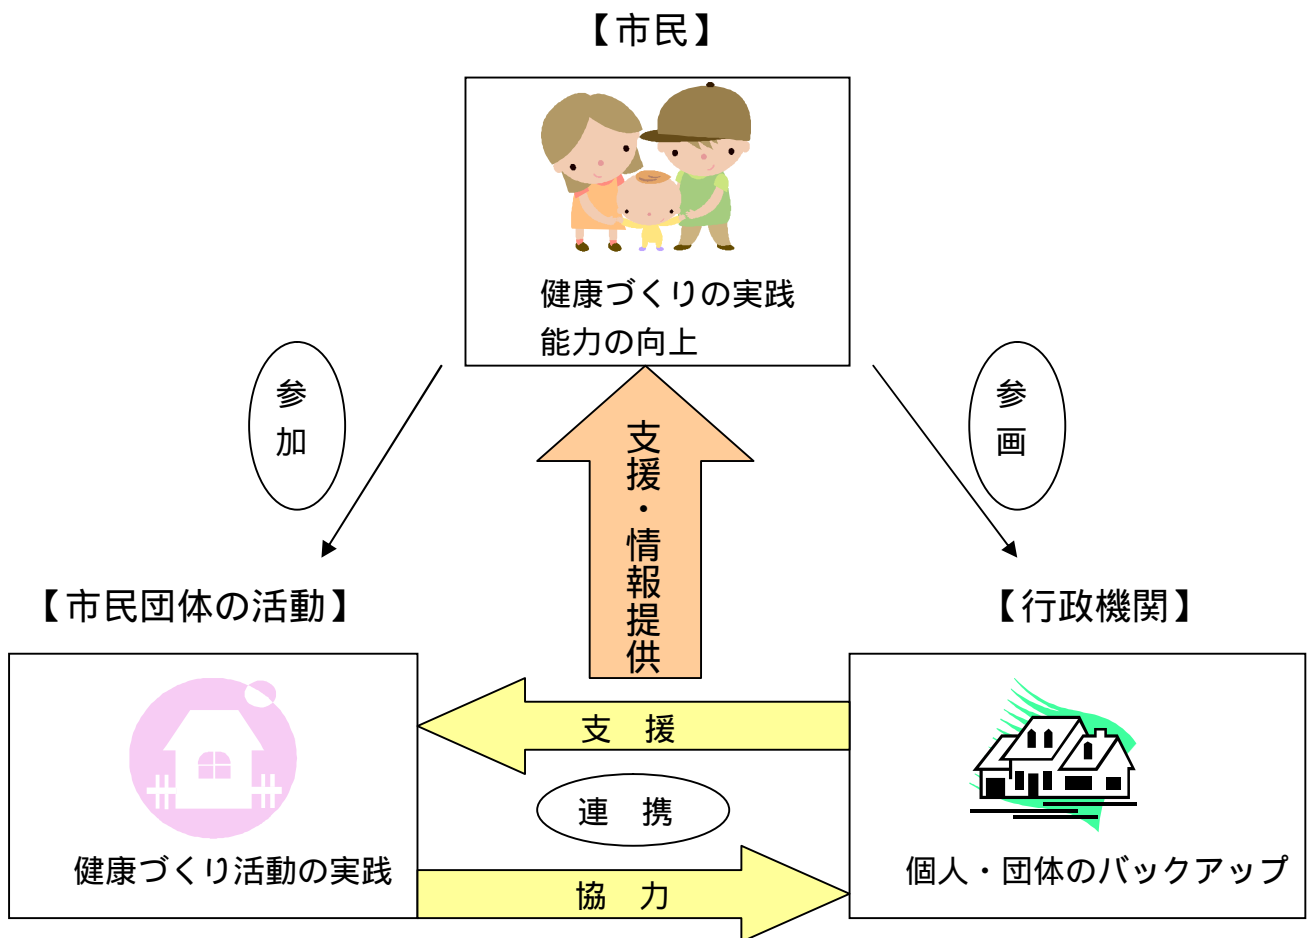 【市民】
健康づくりの実践
能力の向上
参加
参画
支援・情報提供
【市民団体の活動】
【行政機関】
支　援
連　携
健康づくり活動の実践
個人・団体のバックアップ
協　力